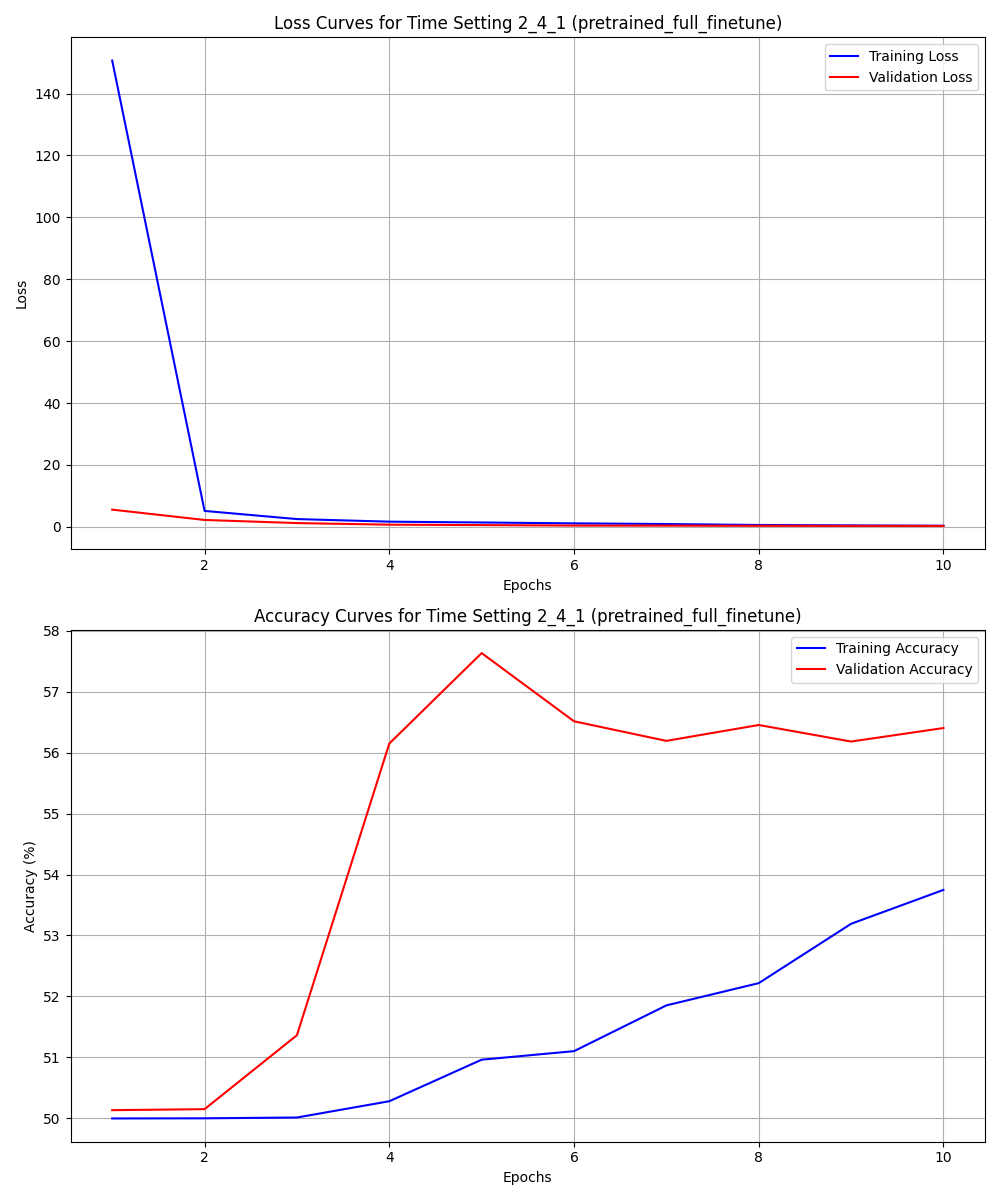 Loss Curves for Time Setting 2_4_1 (pretrained_full_finetune)
Training Loss
Validation Loss
140
120
100
80
60
40
20
0
Loss
2 4 6 8 10
Epochs
Accuracy Curves for Time Setting 2_4_1 (pretrained_full_finetune)
Training Accuracy
Validation Accuracy
58
57
56
55
54
53
52
51
50
Accuracy (%)
2 4 6 8 10
Epochs